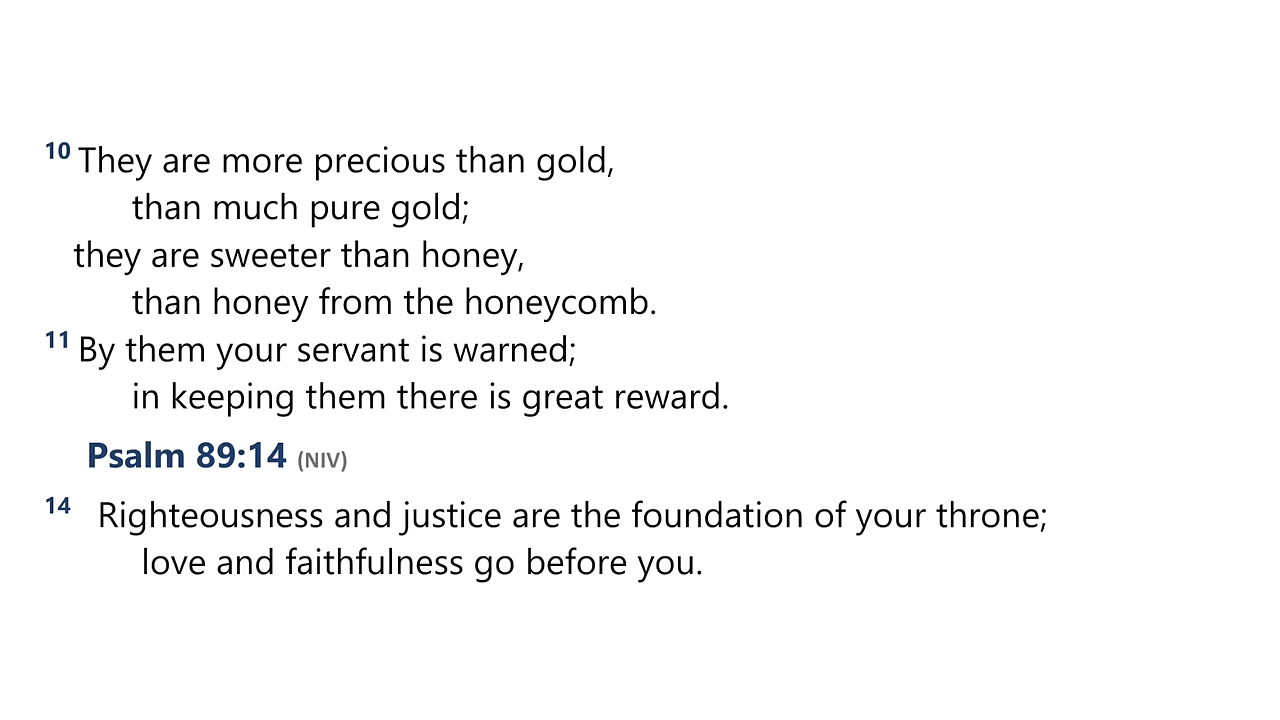 10 They are more precious than gold,
than much pure gold;
they are sweeter than honey,
than honey from the honeycomb.
11 By them your servant is warned;
in keeping them there is great reward.
Psalm 89:14 (NIV)
14 Righteousness and justice are the foundation of your throne;
love and faithfulness go before you.